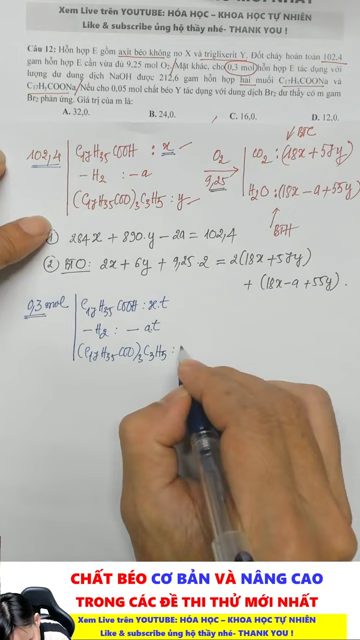 Xem Live trên YOUTUBE: HÓA HỌC – KHOA HỌC TỰ NHIÊN
Like & subscribe ủng hộ thầy nhé- THANK YOU !
Câu 12: Hỗn hợp E gồm axit béo không no X và triglixerit Y. Đốt cháy hoàn toàn 102,4
gam hỗn hợp E cần vừa đủ 9,25 mol O₂. Mặt khác, cho 0,3 mol hỗn hợp E tác dụng với
lượng dư dung dịch NaOH được 212,6 gam hỗn hợp hai muối C₁₇H₃₅COONa và
C₁₇H₃₃COONa. Nếu cho 0,05 mol chất béo Y tác dụng với dung dịch Br₂ dư thấy có m gam
Br₂ phản ứng. Giá trị của m là:
A. 32,0. B. 24,0. C. 16,0. D. 12,0.
BTC
102,4
C₁₇H₃₅COOH : x
-H₂ : -a
(C₁₇H₃₅COO)₃C₃H₅ : y
O₂
9,25
CO₂ : (18x+57y)
H₂O : (18x-a+55y)
BTH
① 284x + 890.y - 2a = 102,4
② BTO: 2x + 6y + 9,25.2 = 2(18x+57y)
+ (18x-a+55y).
0,3 mol
C₁₇H₃₅COOH : x.t
-H₂ : -a.t
(C₁₇H₃₅COO)₃C₃H₅ :
CHẤT BÉO CƠ BẢN VÀ NÂNG CAO
TRONG CÁC ĐỀ THI THỬ MỚI NHẤT
Xem Live trên YOUTUBE: HÓA HỌC – KHOA HỌC TỰ NHIÊN
Like & subscribe ủng hộ thầy nhé- THANK YOU !